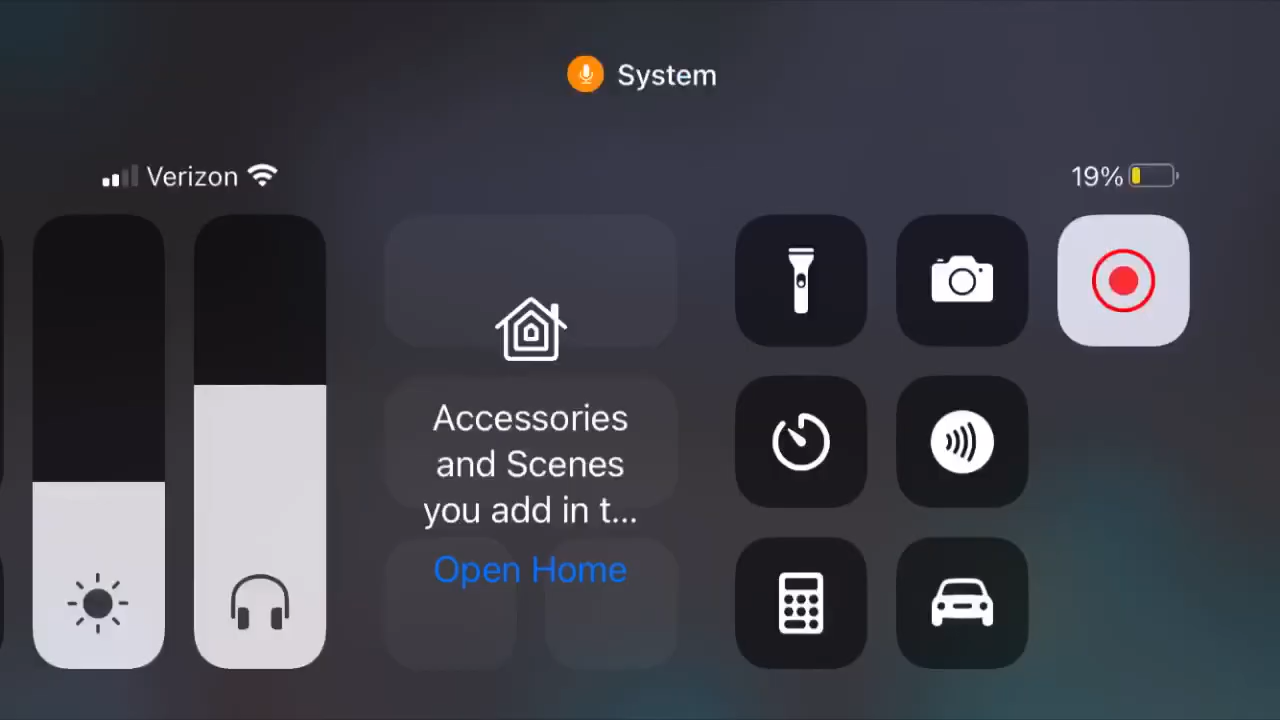 System
Verizon
19%
Accessories
and Scenes
you add in t...
Open Home